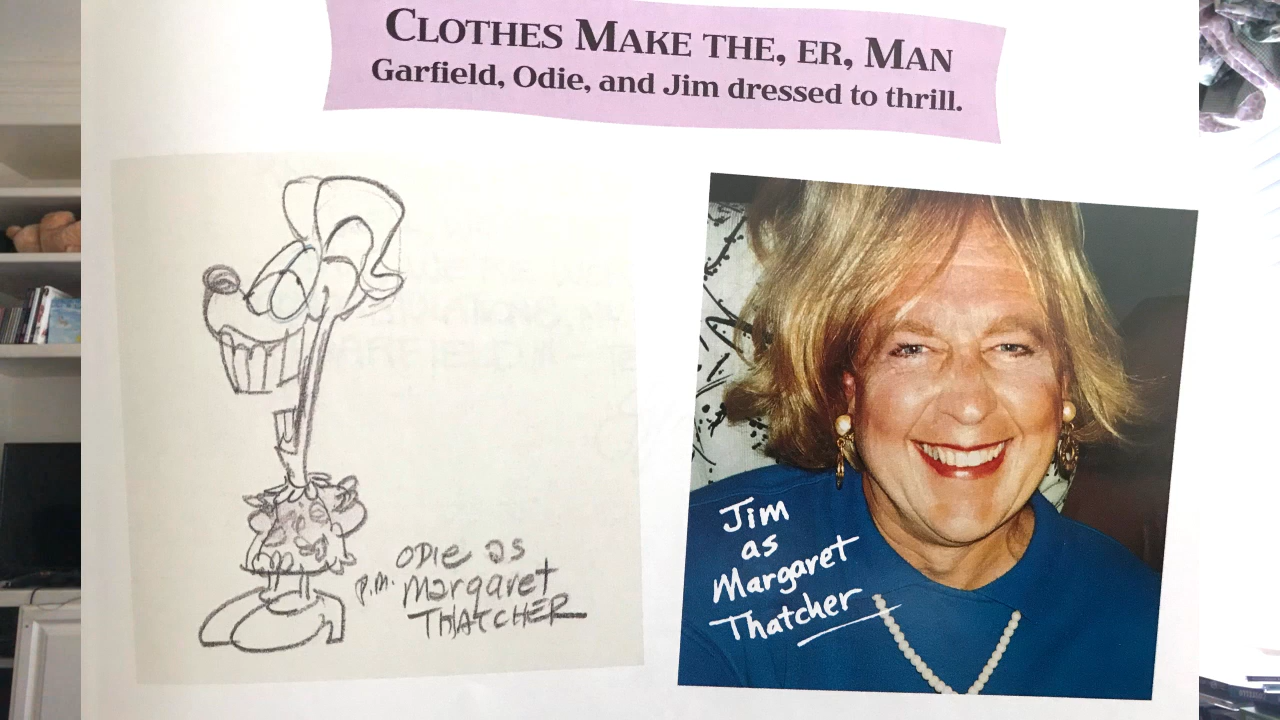 CLOTHES MAKE THE, ER, MAN
Garfield, Odie, and Jim dressed to thrill.
ODIE as
P.M. Margaret
THATCHER
Jim
as
Margaret
Thatcher